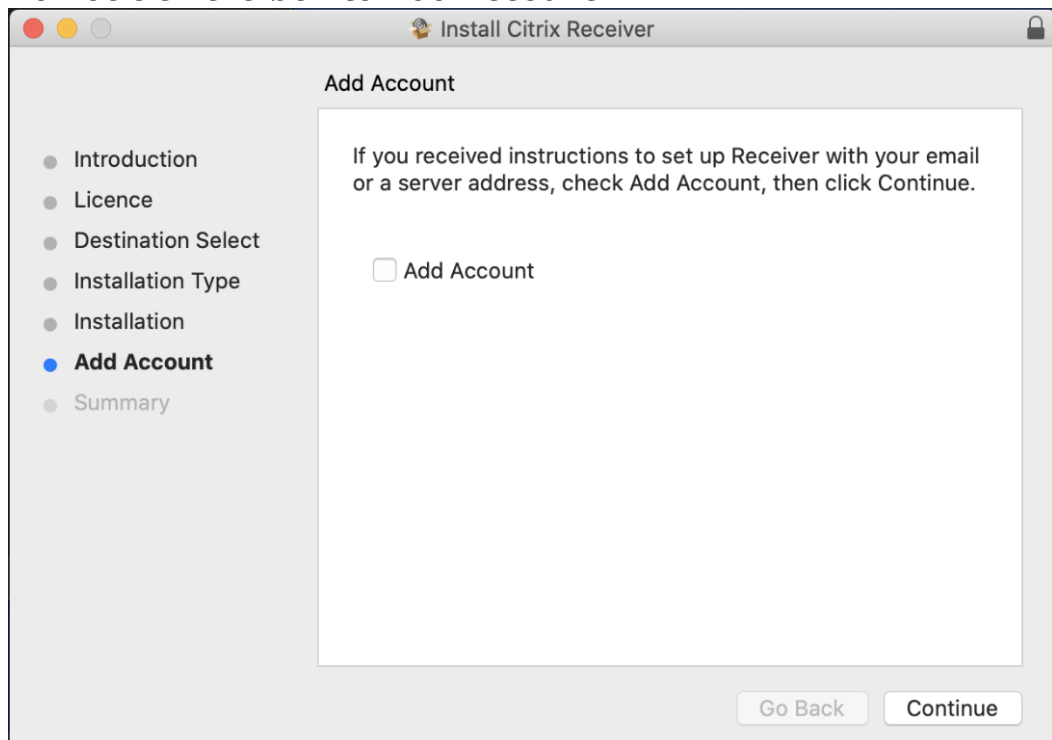 Install Citrix Receiver
Add Account
Introduction
Licence
Destination Select
Installation Type
Installation
Add Account
Summary
If you received instructions to set up Receiver with your email
or a server address, check Add Account, then click Continue.
Add Account
Go Back
Continue